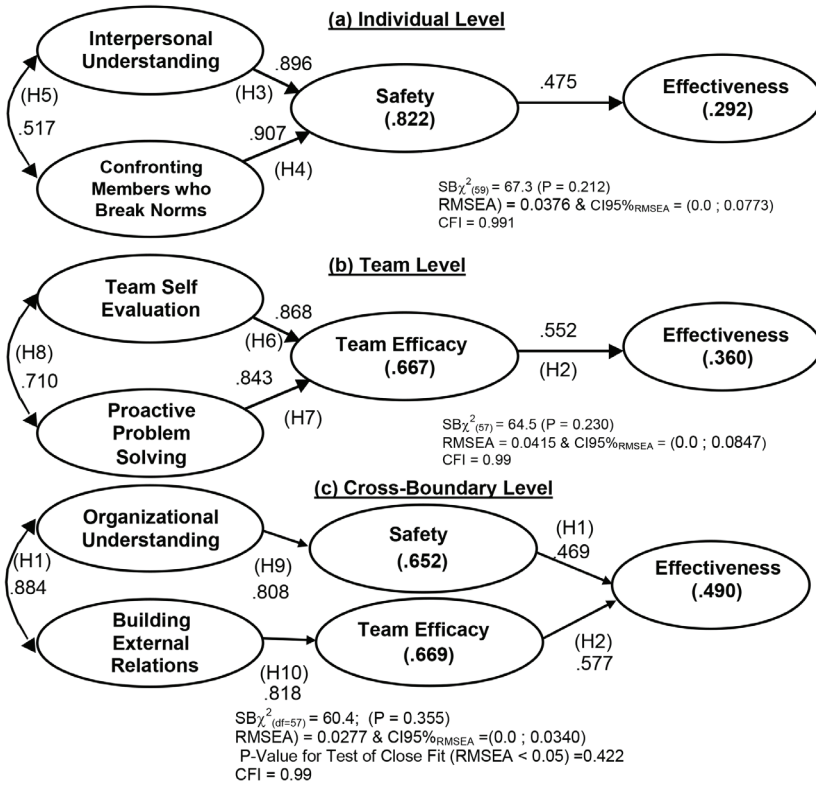 (a) Individual Level
Interpersonal
Understanding
.896
(H3)
(H5)
.517
Safety
(.822)
.475
Effectiveness
(.292)
.907
(H4)
Confronting
Members who
Break Norms
SBχ²(59) = 67.3 (P = 0.212)
RMSEA) = 0.0376 & CI95%RMSEA = (0.0 ; 0.0773)
CFI = 0.991
(b) Team Level
Team Self
Evaluation
.868
(H6)
(H8)
.710
Team Efficacy
(.667)
.552
(H2)
Effectiveness
(.360)
.843
(H7)
Proactive
Problem
Solving
SBχ²(57) = 64.5 (P = 0.230)
RMSEA = 0.0415 & CI95%RMSEA = (0.0 ; 0.0847)
CFI = 0.99
(c) Cross-Boundary Level
Organizational
Understanding
(H9)
.808
(H1)
.884
Safety
(.652)
(H1)
.469
Effectiveness
(.490)
Building
External
Relations
(H10)
.818
Team Efficacy
(.669)
(H2)
.577
SBχ²(df=57) = 60.4; (P = 0.355)
RMSEA) = 0.0277 & CI95%RMSEA =(0.0 ; 0.0340)
P-Value for Test of Close Fit (RMSEA < 0.05) =0.422
CFI = 0.99